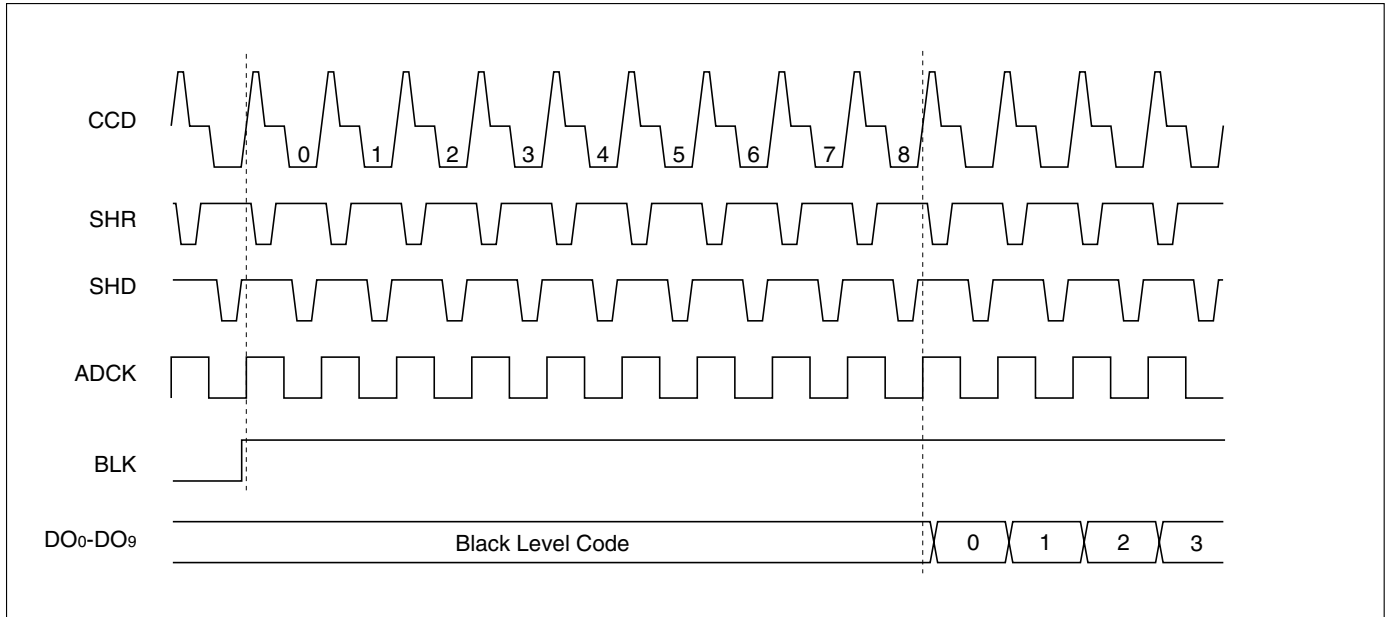 CCD
0 1 2 3 4 5 6 7 8
SHR
SHD
ADCK
BLK
DO0-DO9
Black Level Code 0 1 2 3